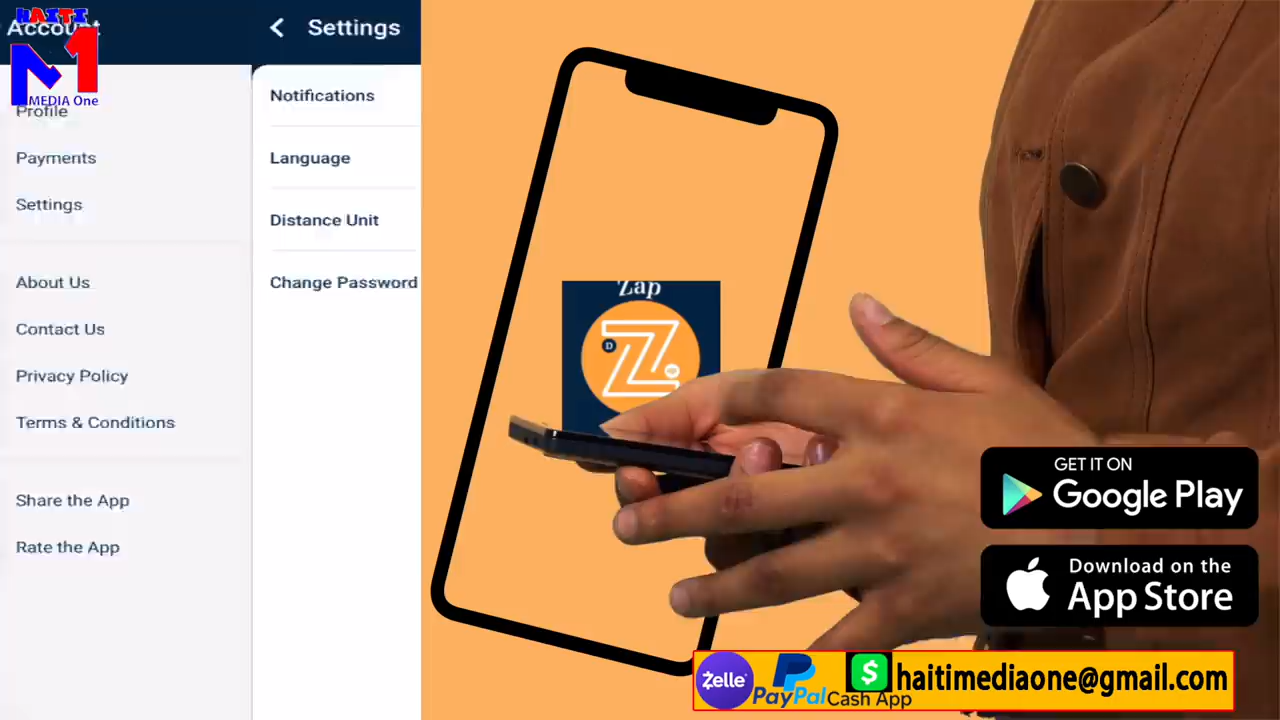 HAITI
M1
MEDIA One
Account
Profile
Payments
Settings
About Us
Contact Us
Privacy Policy
Terms & Conditions
Share the App
Rate the App
Settings
Notifications
Language
Distance Unit
Change Password
Zap
Z
D
GET IT ON
Google Play
Download on the
App Store
Zelle
PayPal
$
Cash App
haitimediaone@gmail.com